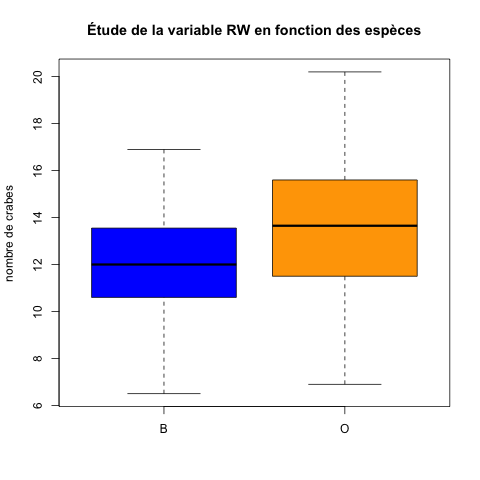 Étude de la variable RW en fonction des espèces
nombre de crabes
20
18
16
14
12
10
8
6
B
O